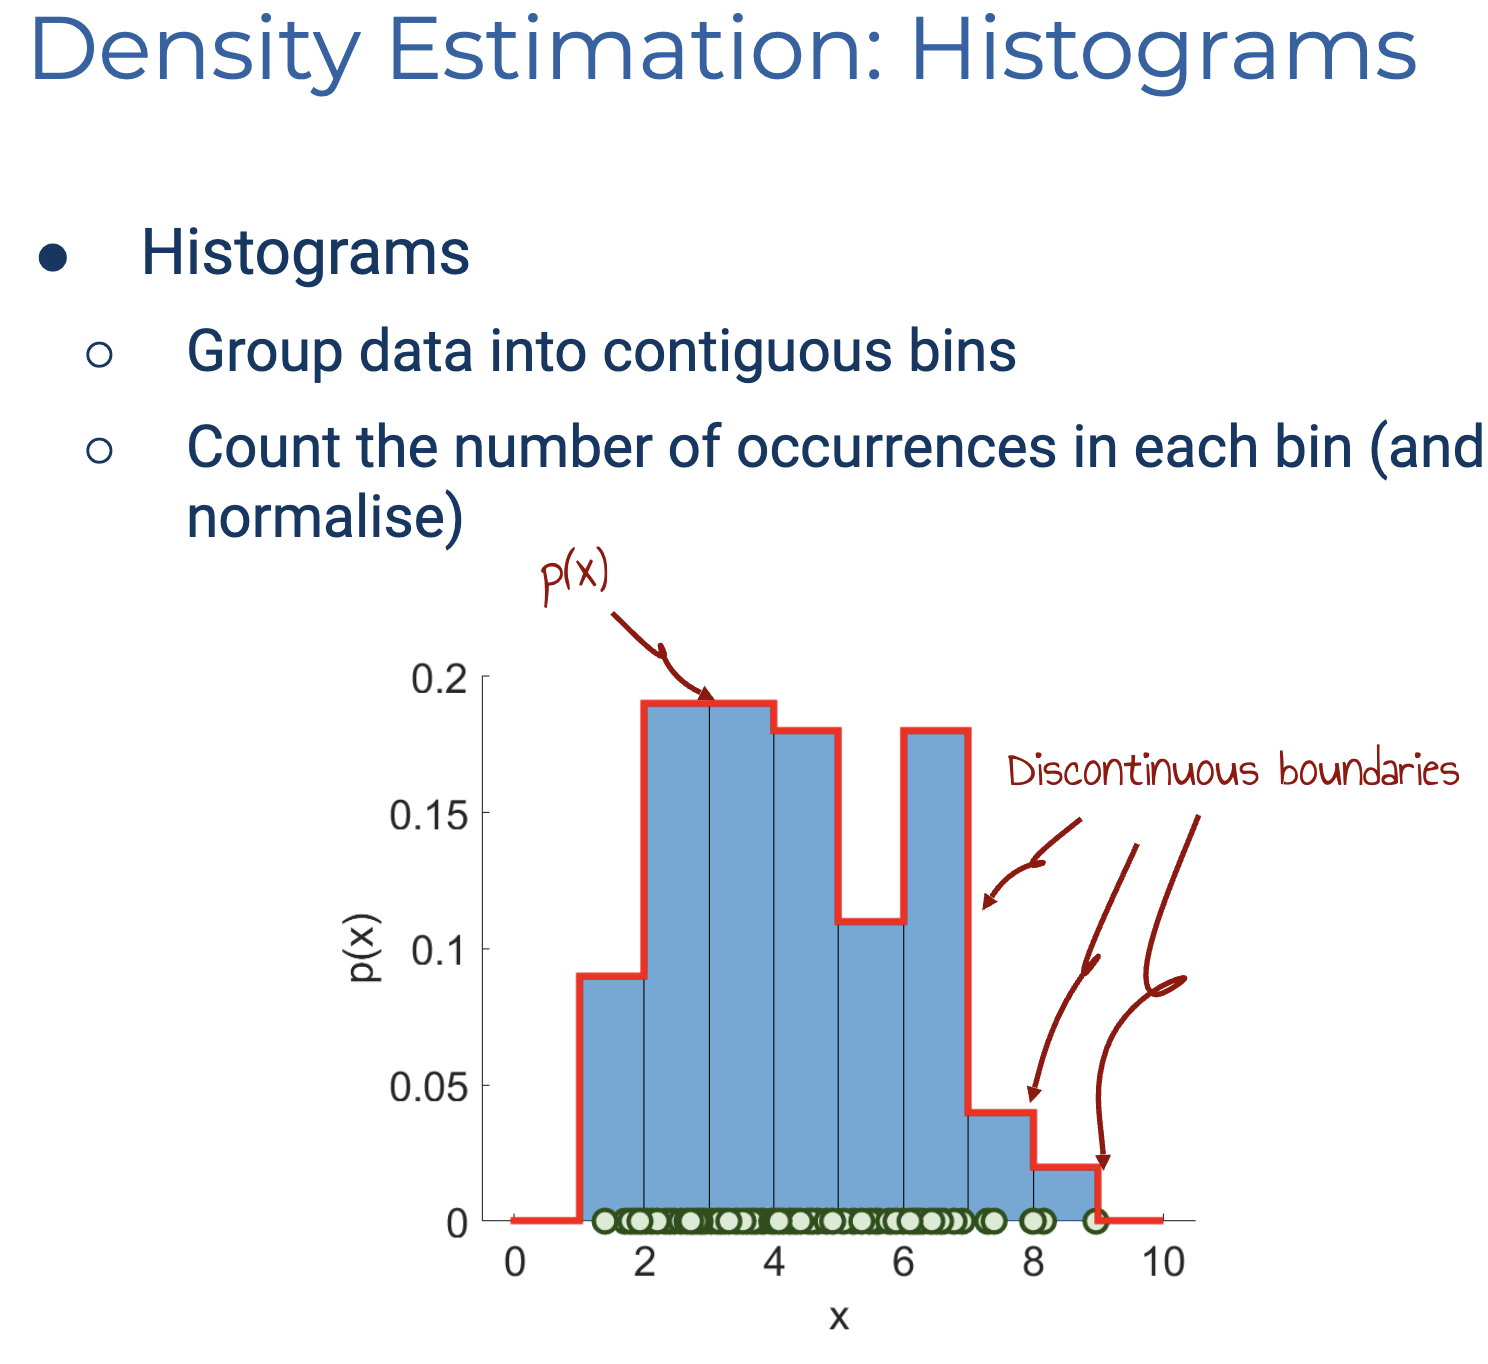 Density Estimation: Histograms
● Histograms
○ Group data into contiguous bins
○ Count the number of occurrences in each bin (and
normalise)
p(x)
0.2
Discontinuous boundaries
0.15
0.1
p(x)
0.05
0
0 2 4 6 8 10
x